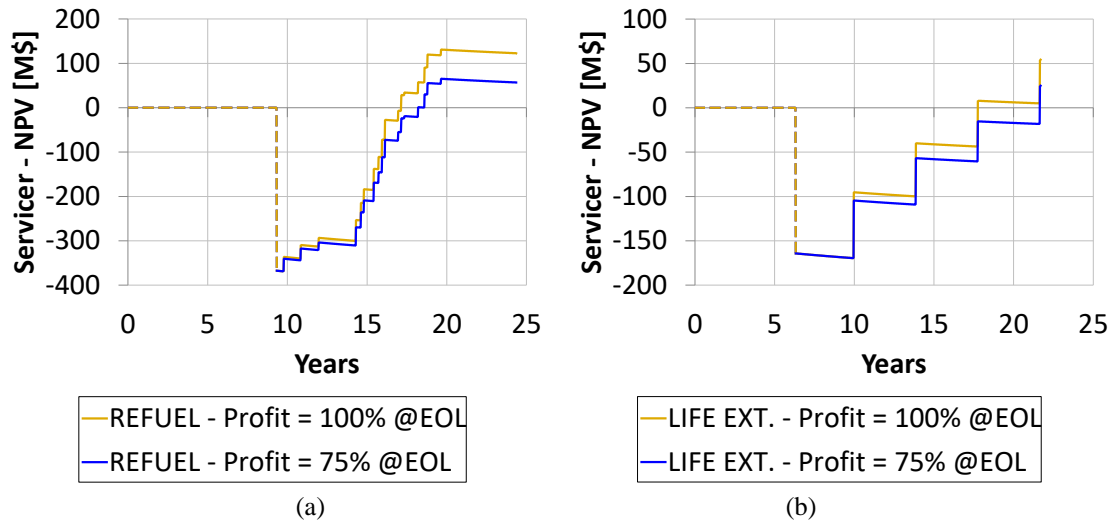 Servicer - NPV [M$]
200
100
0
-100
-200
-300
-400
0 5 10 15 20 25
Years
REFUEL - Profit = 100% @EOL
REFUEL - Profit = 75% @EOL
(a)
Servicer - NPV [M$]
100
50
0
-50
-100
-150
-200
0 5 10 15 20 25
Years
LIFE EXT. - Profit = 100% @EOL
LIFE EXT. - Profit = 75% @EOL
(b)